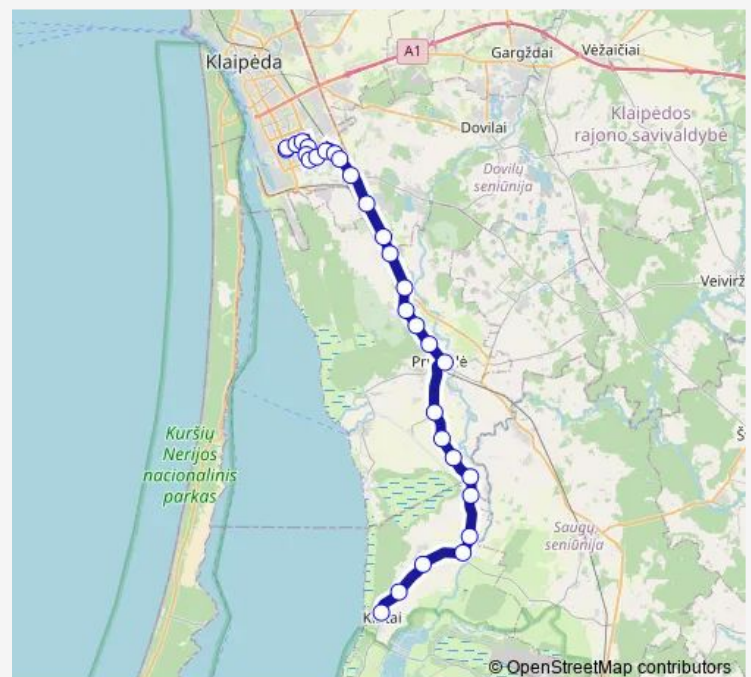 Klaipėda
A1
Gargždai
Vėžaičiai
Klaipėdos
rajono savivaldybė
Dovilai
Dovilų
seniūnija
Kuršių
Nerijos
nacionalinis
parkas
Saugų
seniūnija
© OpenStreetMap contributors